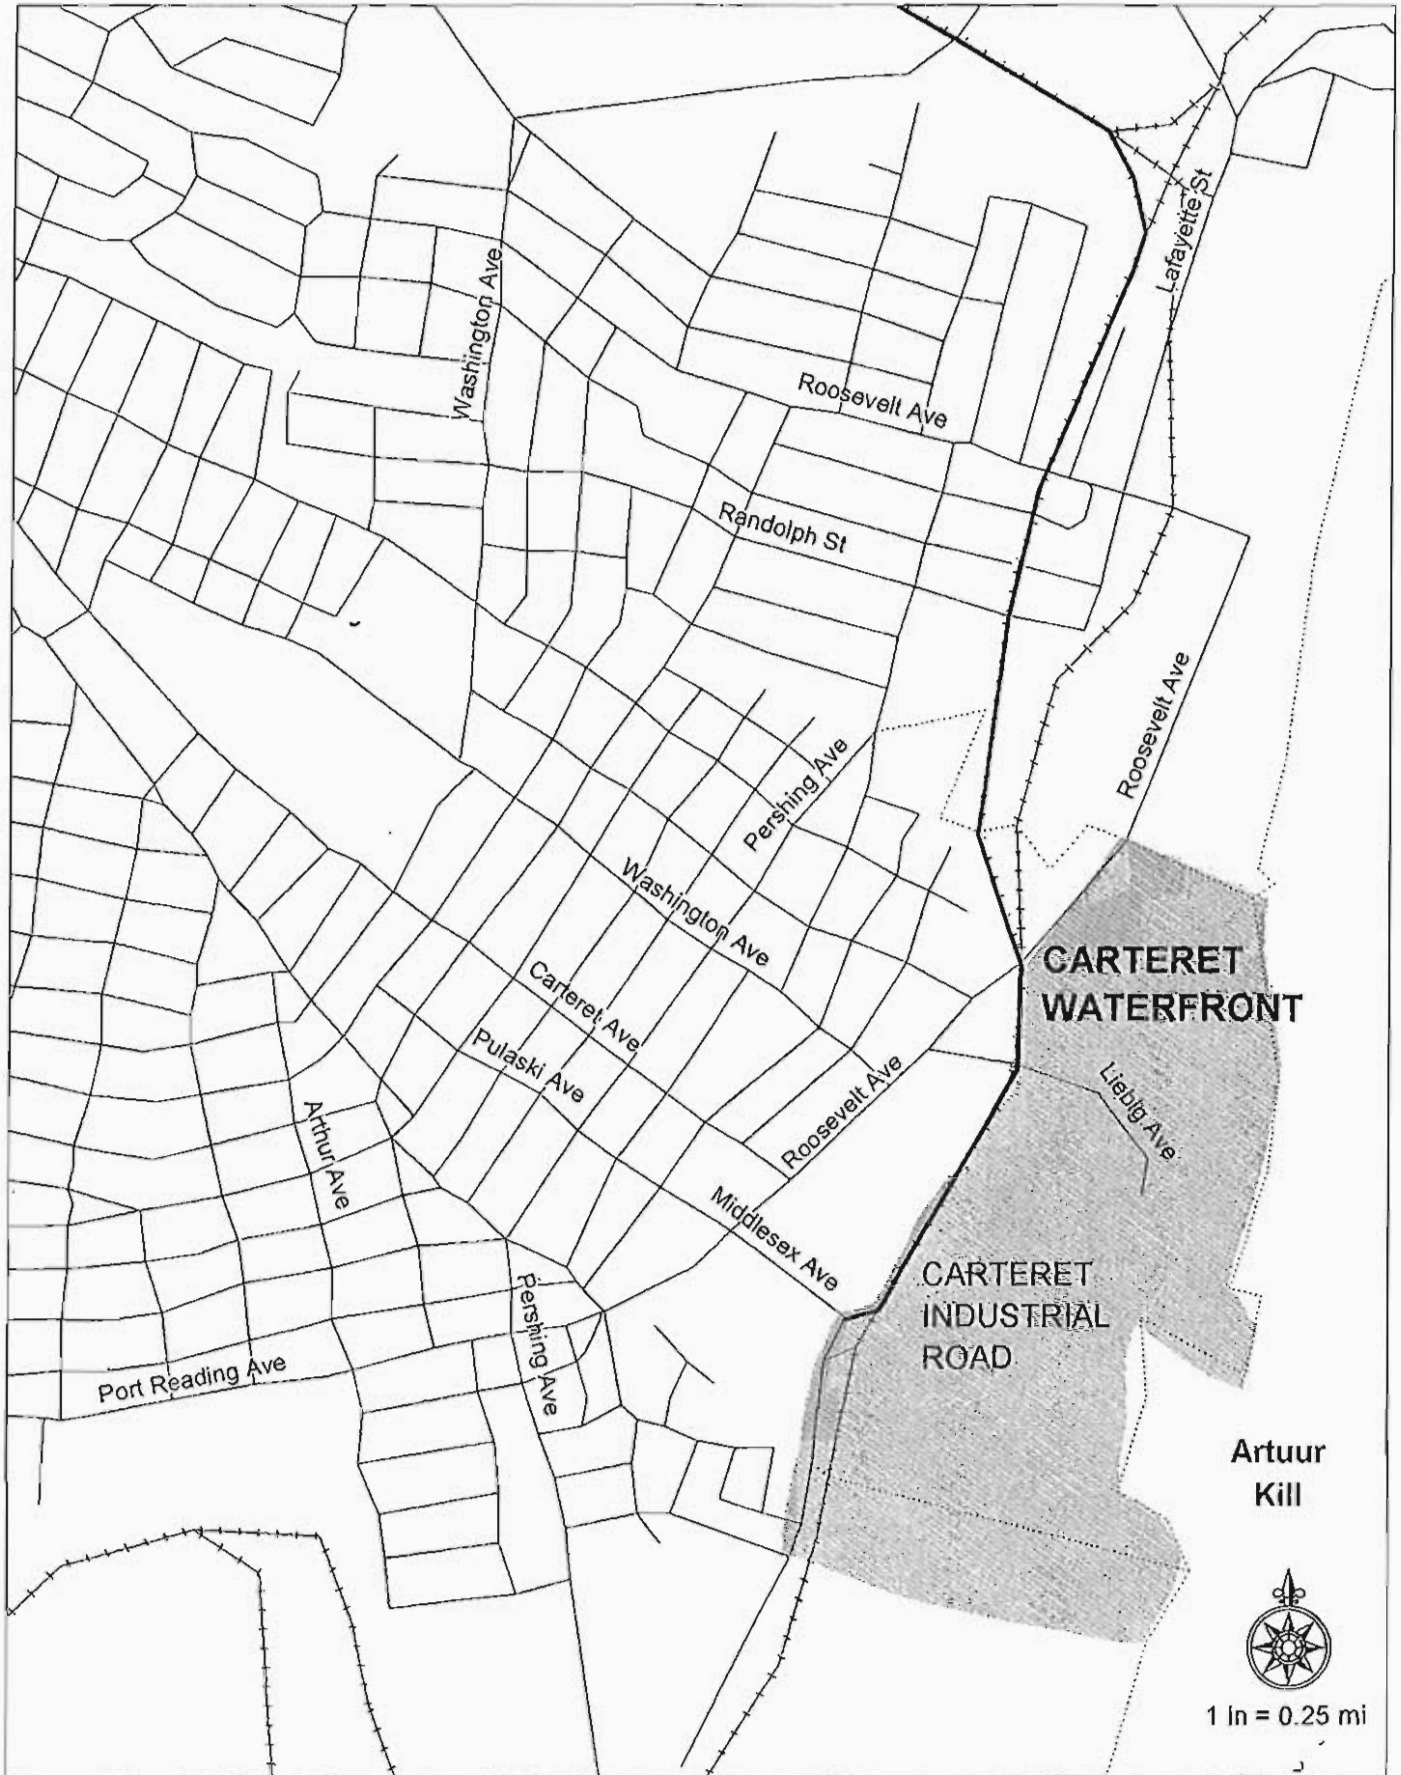 Lafayette St
Washington Ave
Roosevelt Ave
Randolph St
Roosevelt Ave
Pershing Ave
Washington Ave
CARTERET
WATERFRONT
Carteret Ave
Pulaski Ave
Roosevelt Ave
Liebig Ave
Arthur Ave
Middlesex Ave
CARTERET
INDUSTRIAL
ROAD
Pershing Ave
Port Reading Ave
Artuur
Kill
1 in = 0.25 mi